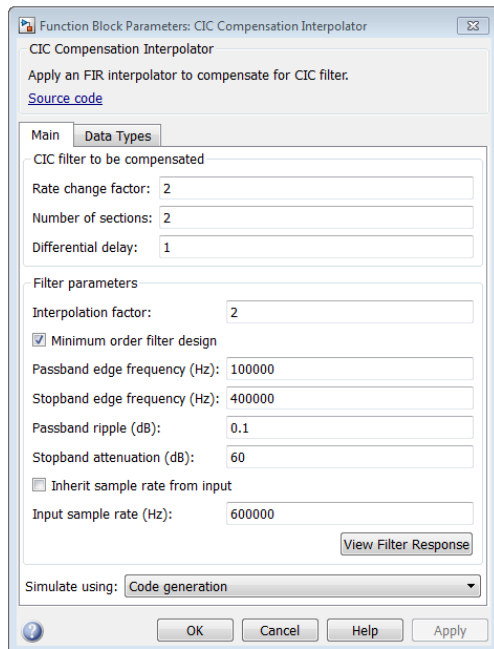 Function Block Parameters: CIC Compensation Interpolator
CIC Compensation Interpolator
Apply an FIR interpolator to compensate for CIC filter.
Source code
Main Data Types
CIC filter to be compensated
Rate change factor: 2
Number of sections: 2
Differential delay: 1
Filter parameters
Interpolation factor: 2
Minimum order filter design
Passband edge frequency (Hz): 100000
Stopband edge frequency (Hz): 400000
Passband ripple (dB): 0.1
Stopband attenuation (dB): 60
Inherit sample rate from input
Input sample rate (Hz): 600000
View Filter Response
Simulate using: Code generation
? OK Cancel Help Apply